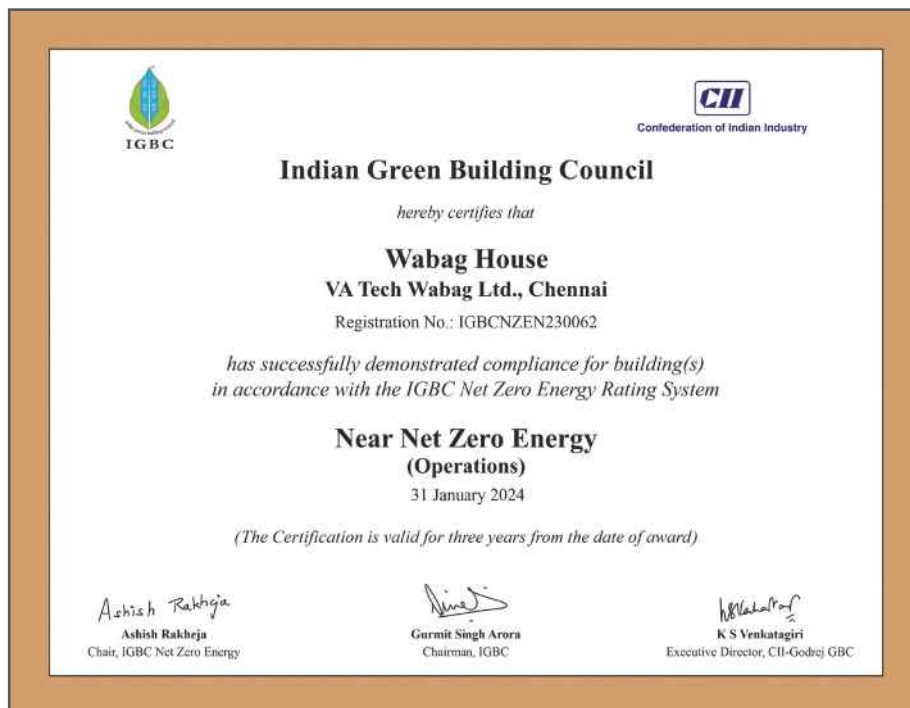 IGBC
CII
Confederation of Indian Industry
Indian Green Building Council
hereby certifies that
Wabag House
VA Tech Wabag Ltd., Chennai
Registration No.: IGBCNZEN230062
has successfully demonstrated compliance for building(s)
in accordance with the IGBC Net Zero Energy Rating System
Near Net Zero Energy
(Operations)
31 January 2024
(The Certification is valid for three years from the date of award)
Ashish Rakheja
Ashish Rakheja
Chair, IGBC Net Zero Energy
Gurmit Singh Arora
Chairman, IGBC
K S Venkatagiri
Executive Director, CII-Godrej GBC